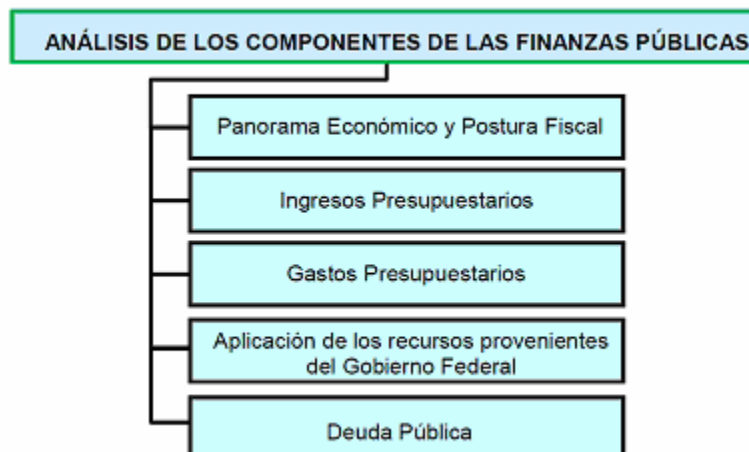 ANÁLISIS DE LOS COMPONENTES DE LAS FINANZAS PÚBLICAS
Panorama Económico y Postura Fiscal
Ingresos Presupuestarios
Gastos Presupuestarios
Aplicación de los recursos provenientes
del Gobierno Federal
Deuda Pública